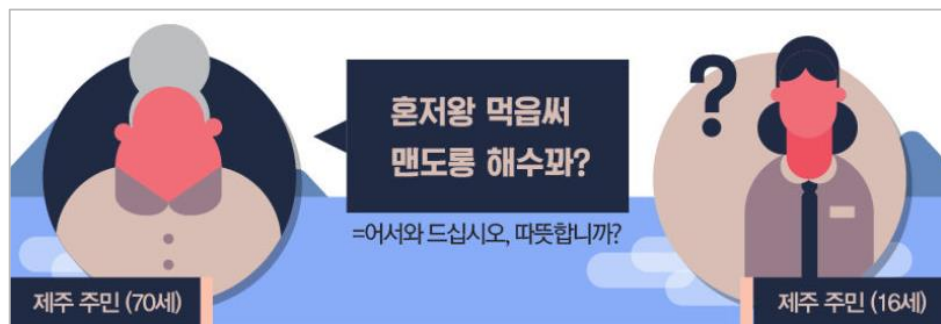 혼저왕 먹읍써
맨도롱 해수꽈?
=어서와 드십시오, 따뜻합니까?
?
제주 주민 (70세)
제주 주민 (16세)